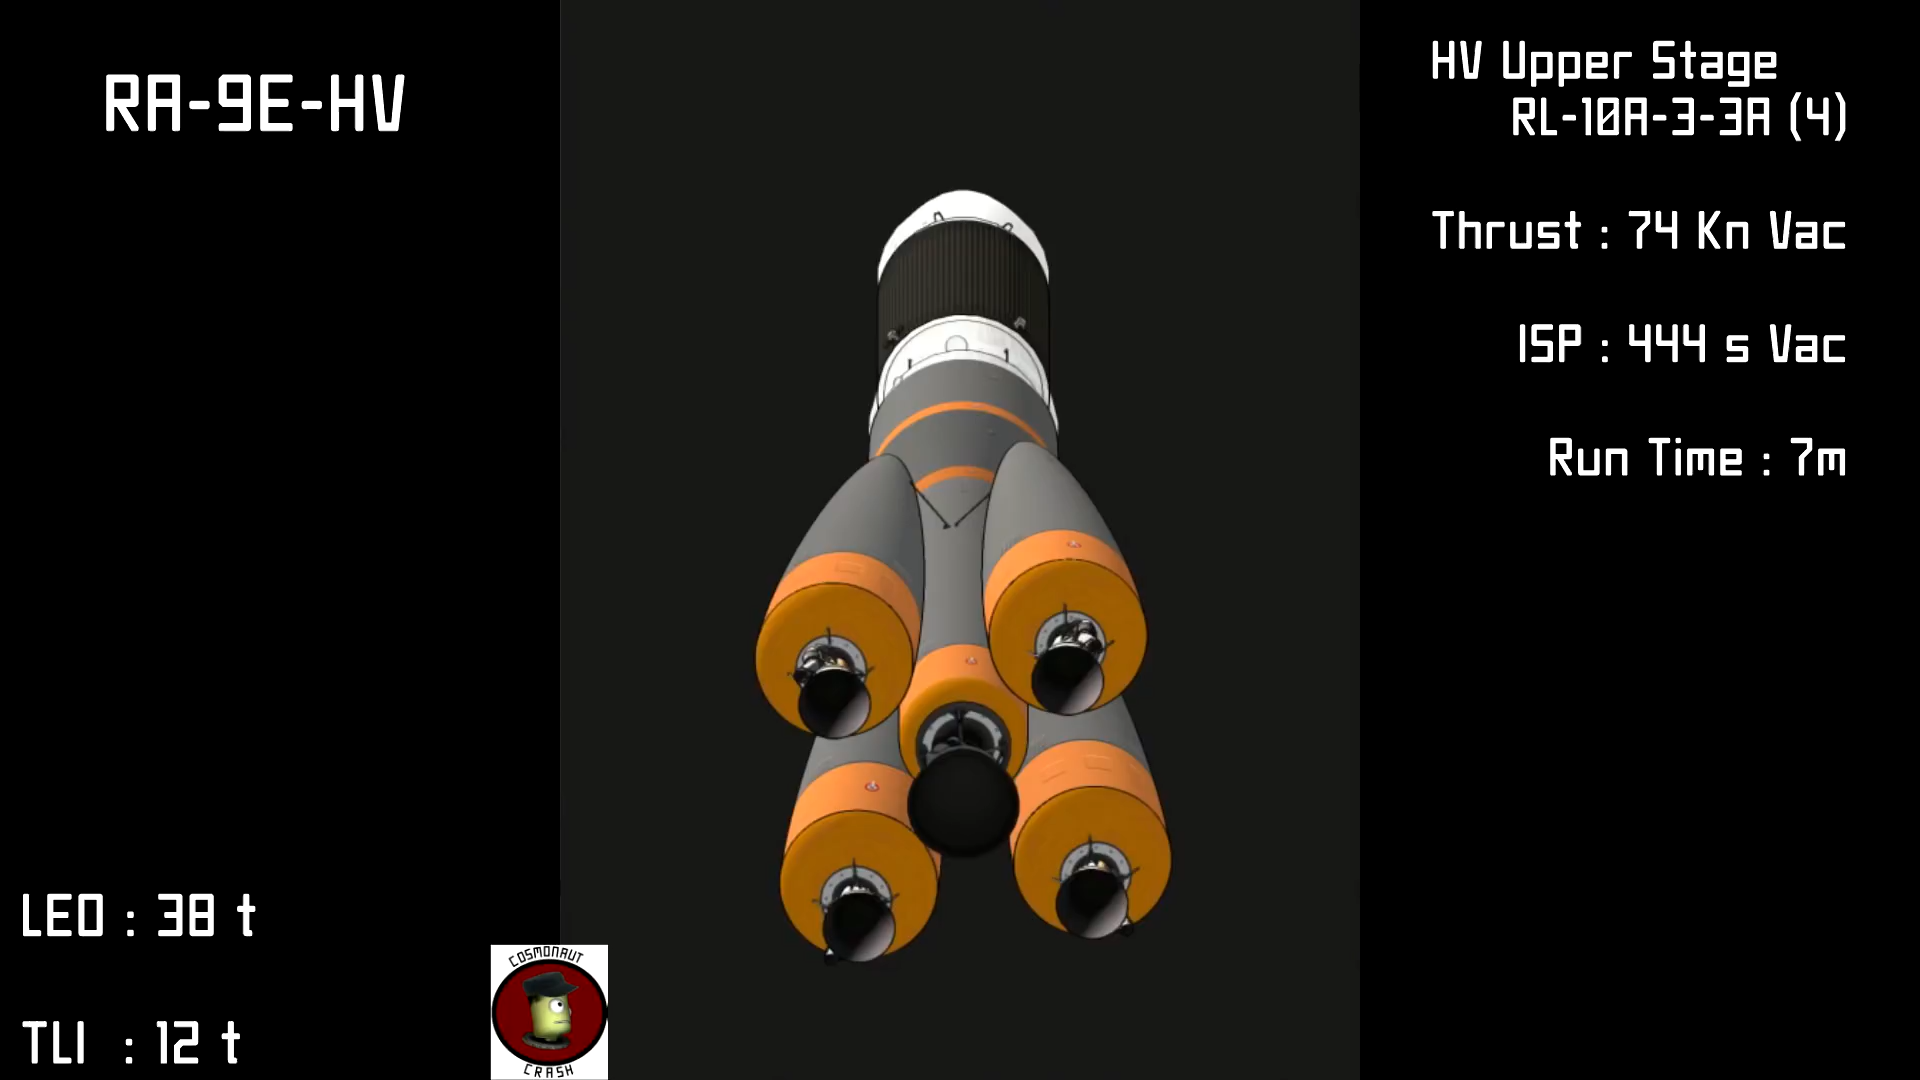 RA-9E-HV
HV Upper Stage
RL-10A-3-3A (4)
Thrust : 74 Kn Vac
ISP : 444 s Vac
Run Time : 7m
LEO : 38 t
TLI : 12 t
COSMONAUT
CRASH